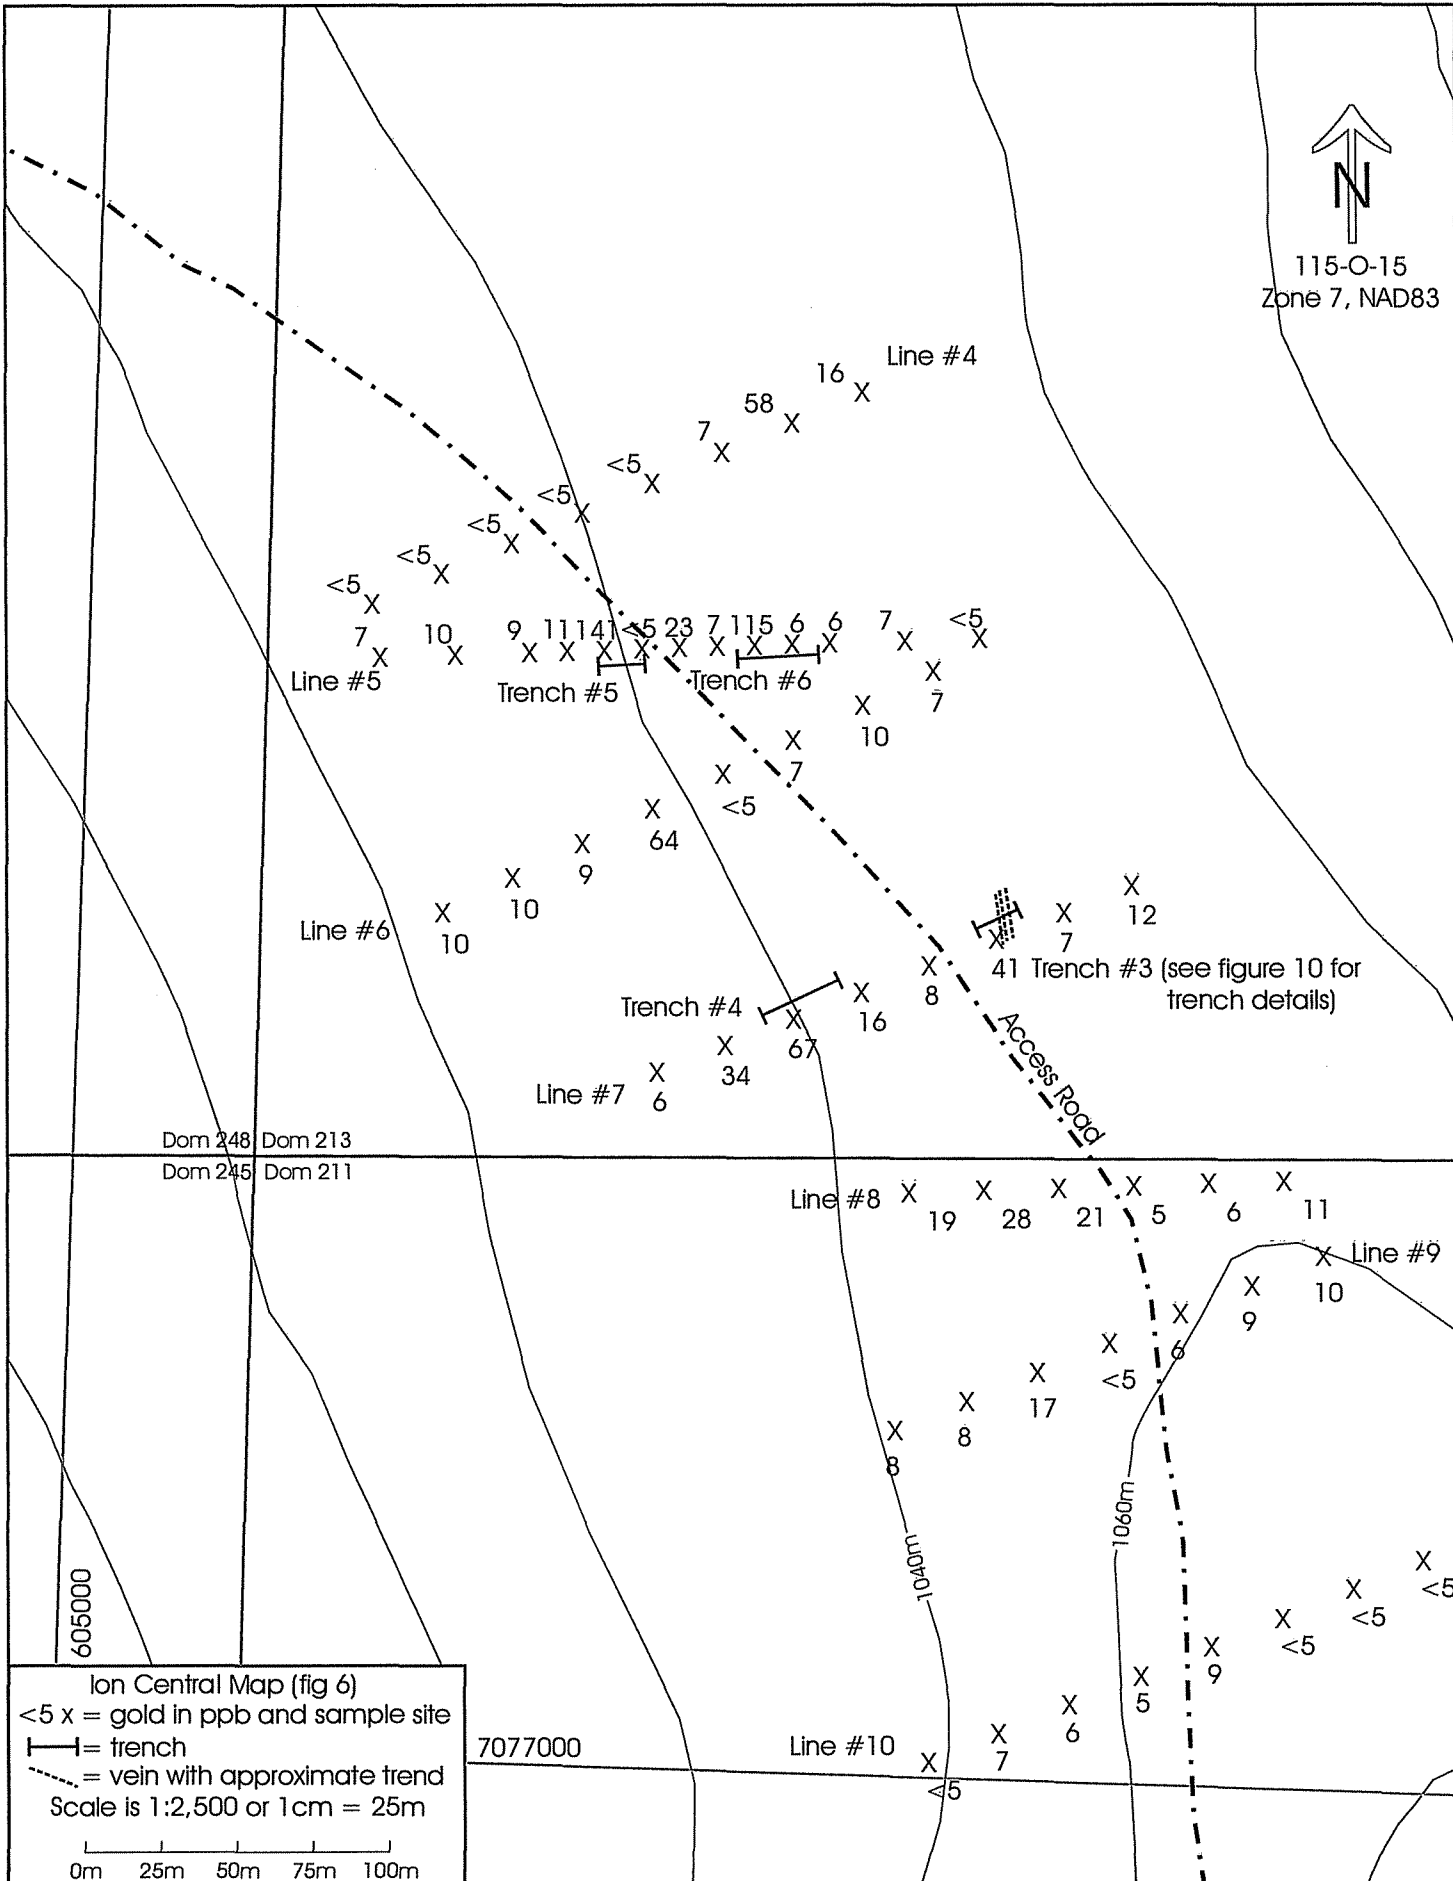 N
115-O-15
Zone 7, NAD83
Line #4
16
58
7
<5
<5
<5
<5
<5
7 10 9 11 141 <5 23 7 115 6 6 7 <5
Line #5
Trench #5
Trench #6
7
10
7
<5
64
9
10
10
Line #6
12
7
41 Trench #3 (see figure 10 for
trench details)
8
16
Trench #4
67
34
6
Line #7
Access Road
Dom 248 Dom 213
Dom 245 Dom 211
Line #8
19 28 21 5 6 11
Line #9
10
9
6
<5
17
8
8
1040m
1060m
<5
<5
<5
9
5
6
7
<5
Line #10
605000
7077000
Ion Central Map (fig 6)
<5 x = gold in ppb and sample site
= trench
= vein with approximate trend
Scale is 1:2,500 or 1cm = 25m
0m 25m 50m 75m 100m